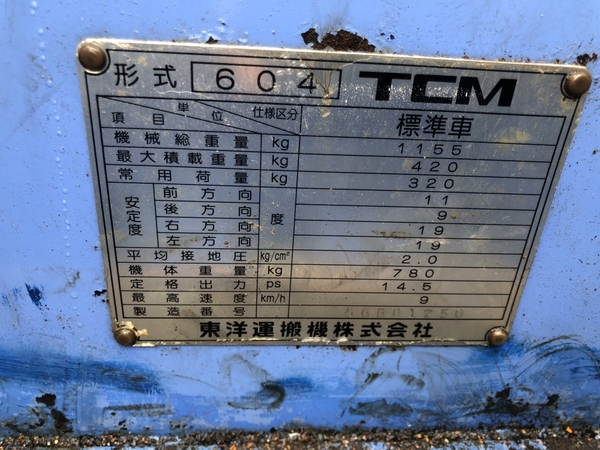 形式 604 TCM
項目 単位 仕様区分 標準車
機械総重量 kg 1155
最大積載重量 kg 420
常用荷重 kg 320
安定度 前方向 度 11
後方向 9
右方向 19
左方向 19
平均接地圧 kg/cm² 2.0
機体重量 kg 780
定格出力 ps 14.5
最高速度 km/h 9
製造番号
東洋運搬機株式会社